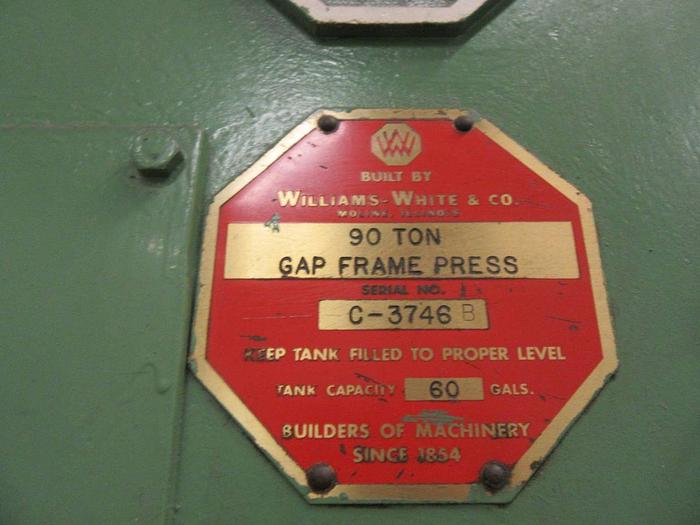 WW
BUILT BY
WILLIAMS-WHITE & CO.
MOLINE, ILLINOIS
90 TON
GAP FRAME PRESS
SERIAL NO.
C-3746 B
KEEP TANK FILLED TO PROPER LEVEL
TANK CAPACITY 60 GALS.
BUILDERS OF MACHINERY
SINCE 1854